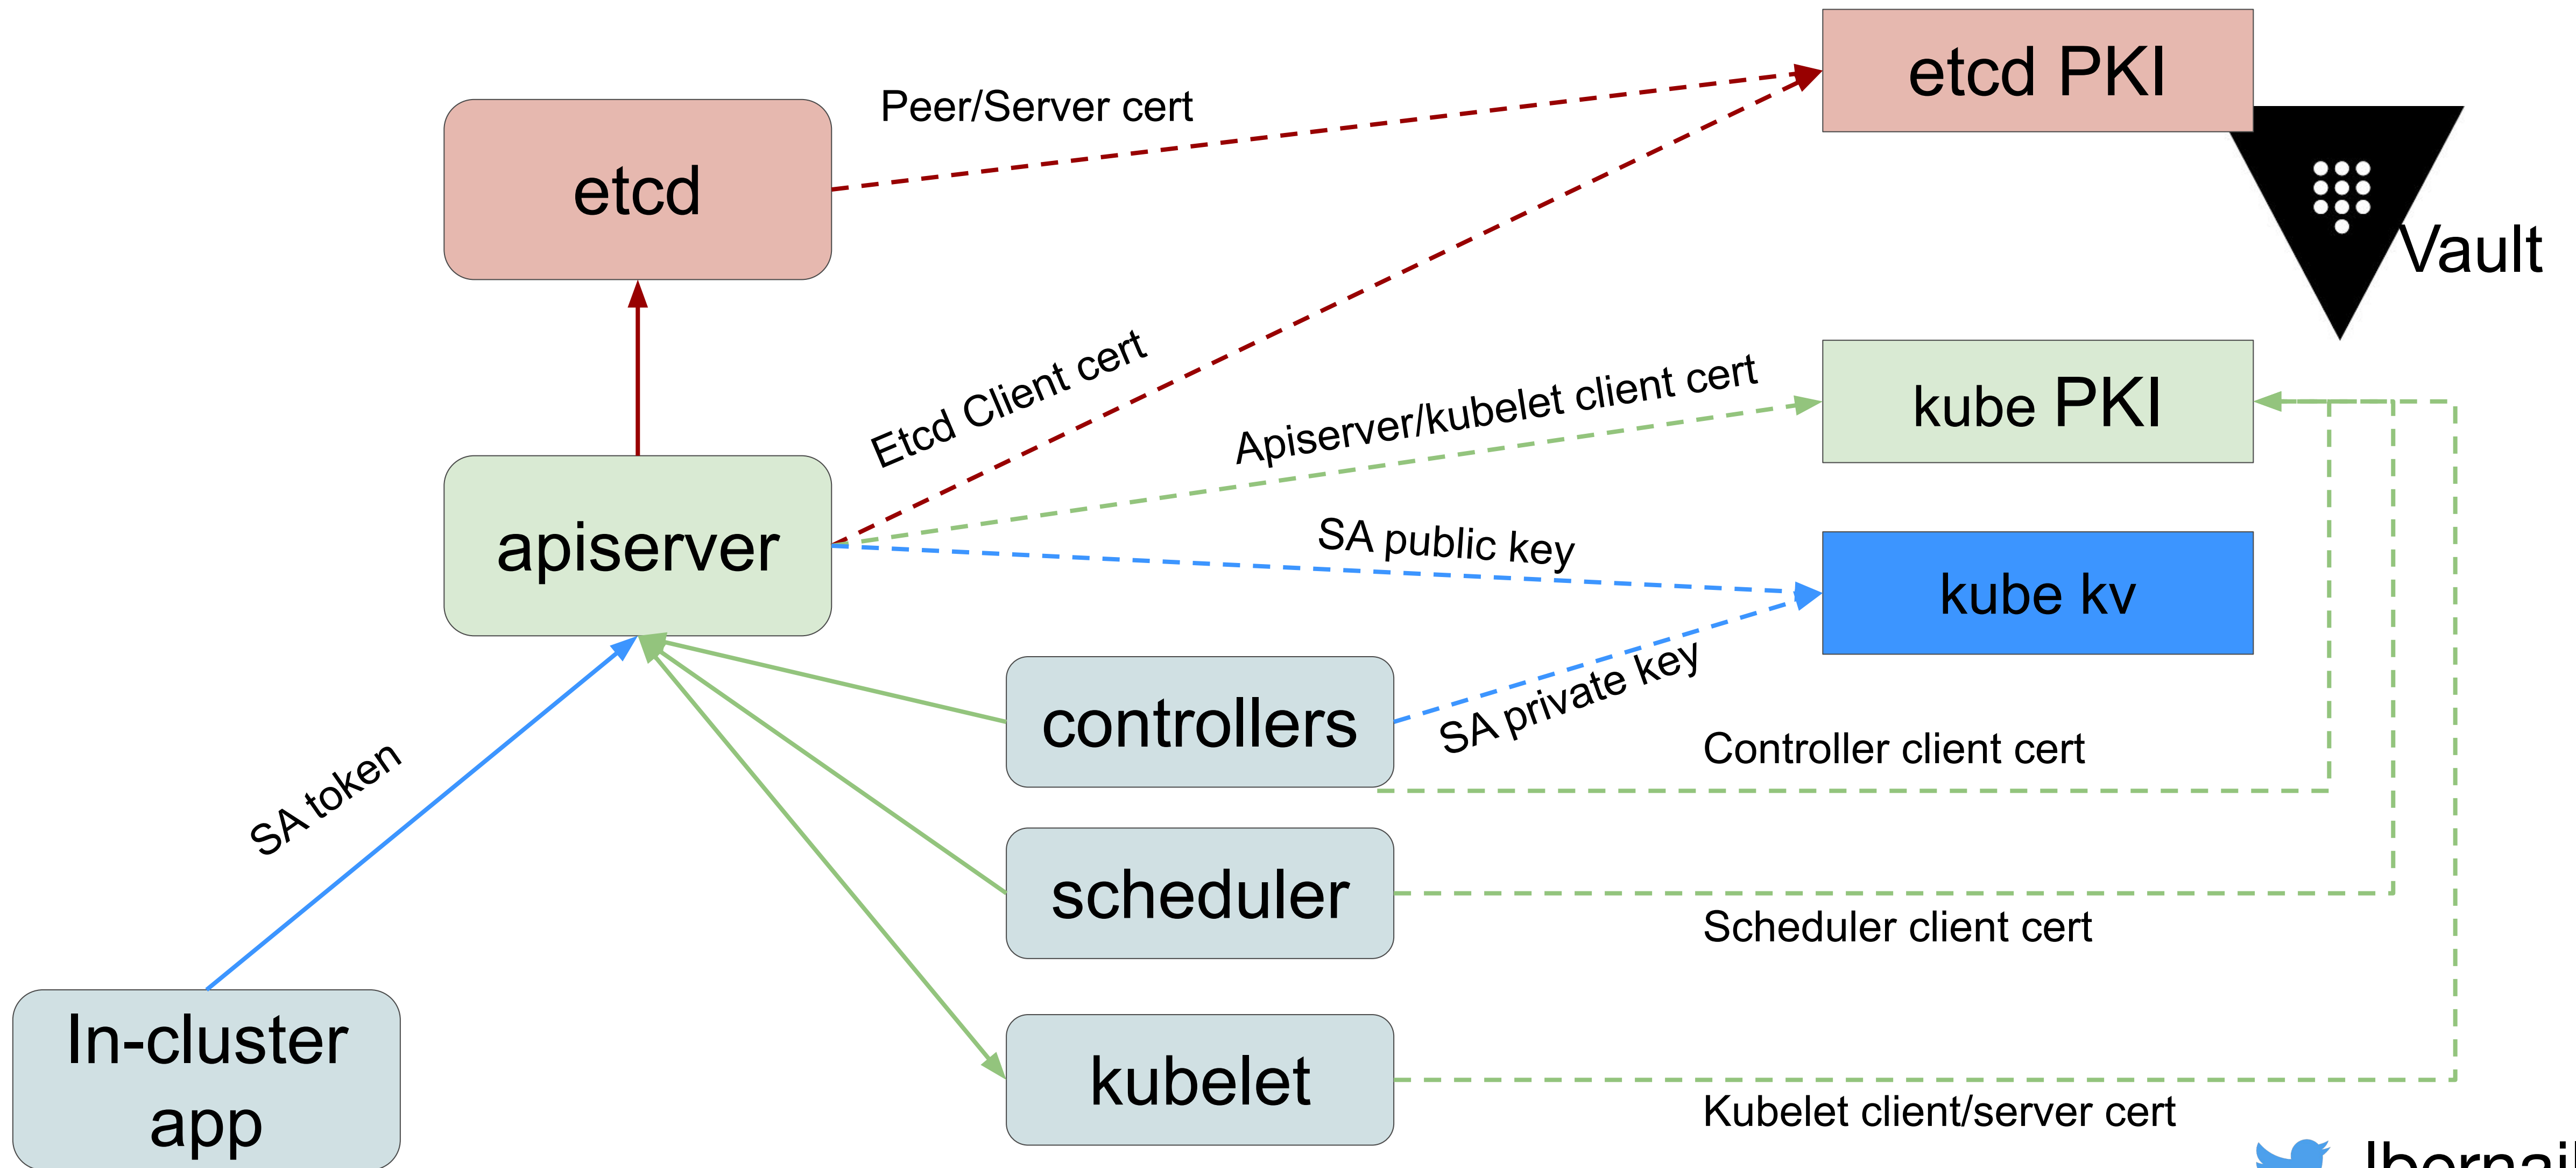 etcd PKI
Peer/Server cert
etcd
Vault
Etcd Client cert
Apiserver/kubelet client cert
kube PKI
apiserver
SA public key
kube kv
controllers
SA private key
Controller client cert
SA token
scheduler
Scheduler client cert
In-cluster
app
kubelet
Kubelet client/server cert